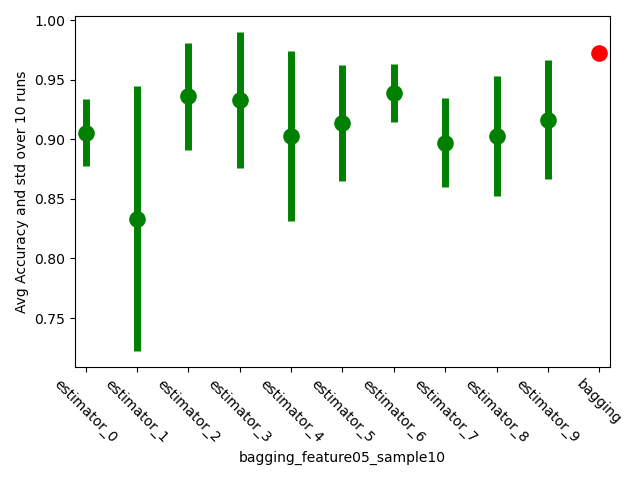 Avg Accuracy and std over 10 runs
1.00
0.95
0.90
0.85
0.80
0.75
estimator_0
estimator_1
estimator_2
estimator_3
estimator_4
estimator_5
estimator_6
estimator_7
estimator_8
estimator_9
bagging
bagging_feature05_sample10